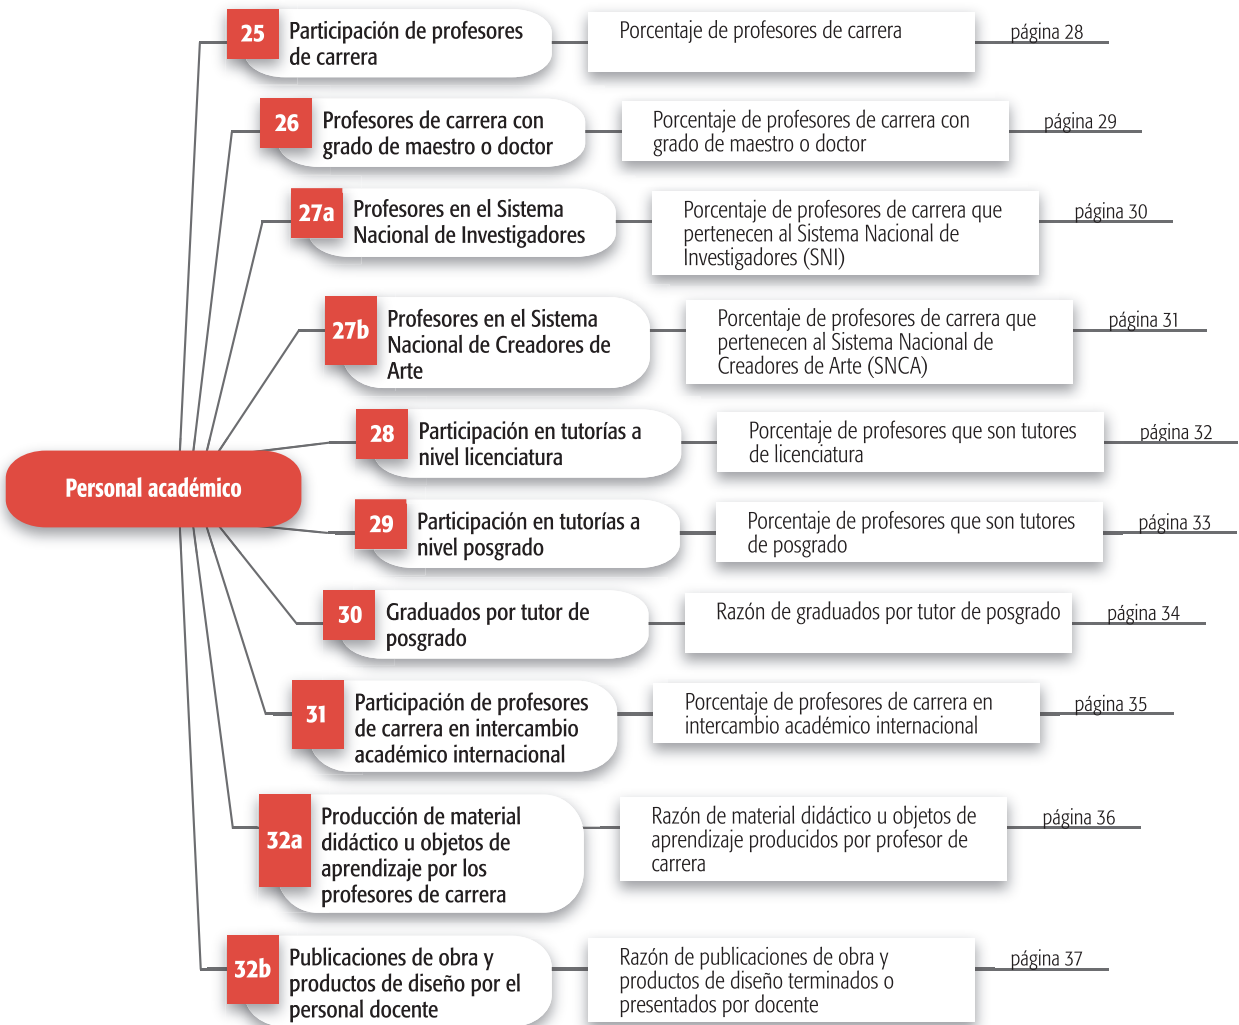 25
Participación de profesores
de carrera
Porcentaje de profesores de carrera
página 28
26
Profesores de carrera con
grado de maestro o doctor
Porcentaje de profesores de carrera con
grado de maestro o doctor
página 29
27a
Profesores en el Sistema
Nacional de Investigadores
Porcentaje de profesores de carrera que
pertenecen al Sistema Nacional de
Investigadores (SNI)
página 30
27b
Profesores en el Sistema
Nacional de Creadores de
Arte
Porcentaje de profesores de carrera que
pertenecen al Sistema Nacional de
Creadores de Arte (SNCA)
página 31
28
Participación en tutorías a
nivel licenciatura
Porcentaje de profesores que son tutores
de licenciatura
página 32
Personal académico
29
Participación en tutorías a
nivel posgrado
Porcentaje de profesores que son tutores
de posgrado
página 33
30
Graduados por tutor de
posgrado
Razón de graduados por tutor de posgrado
página 34
31
Participación de profesores
de carrera en intercambio
académico internacional
Porcentaje de profesores de carrera en
intercambio académico internacional
página 35
32a
Producción de material
didáctico u objetos de
aprendizaje por los
profesores de carrera
Razón de material didáctico u objetos de
aprendizaje producidos por profesor de
carrera
página 36
32b
Publicaciones de obra y
productos de diseño por el
personal docente
Razón de publicaciones de obra y
productos de diseño terminados o
presentados por docente
página 37